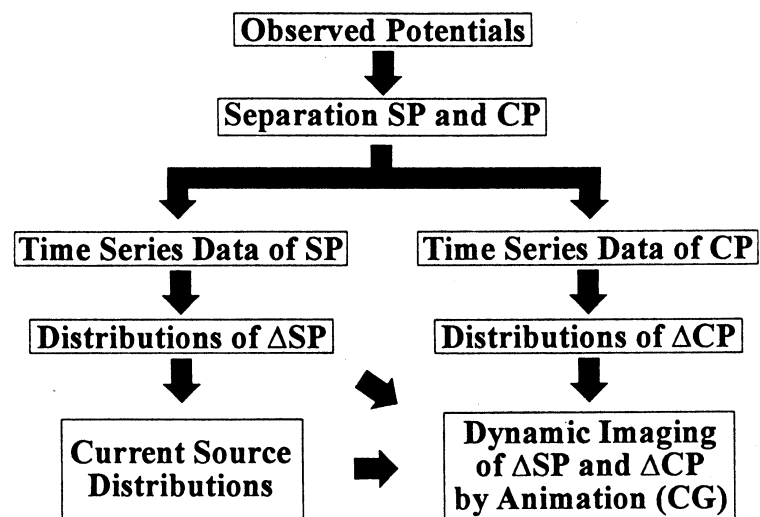 Observed Potentials
Separation SP and CP
Time Series Data of SP
Time Series Data of CP
Distributions of ΔSP
Distributions of ΔCP
Current Source
Distributions
Dynamic Imaging
of ΔSP and ΔCP
by Animation (CG)